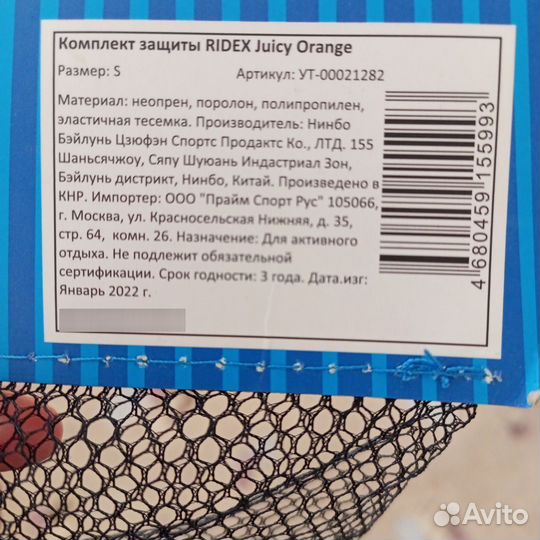 Комплект защиты RIDEX Juicy Orange
Размер: S Артикул: УТ-00021282
Материал: неопрен, поролон, полипропилен,
эластичная тесемка. Производитель: Нинбо
Бэйлунь Цзюфэн Спортс Продактс Ко., ЛТД. 155
Шаньсячжоу, Сяпу Шуюань Индастриал Зон,
Бэйлунь дистрикт, Нинбо, Китай. Произведено в
КНР. Импортер: ООО "Прайм Спорт Рус" 105066,
г. Москва, ул. Красносельская Нижняя, д. 35,
стр. 64, комн. 26. Назначение: Для активного
отдыха. Не подлежит обязательной
сертификации. Срок годности: 3 года. Дата.изг:
Январь 2022 г.
4 680459 155993
Avito